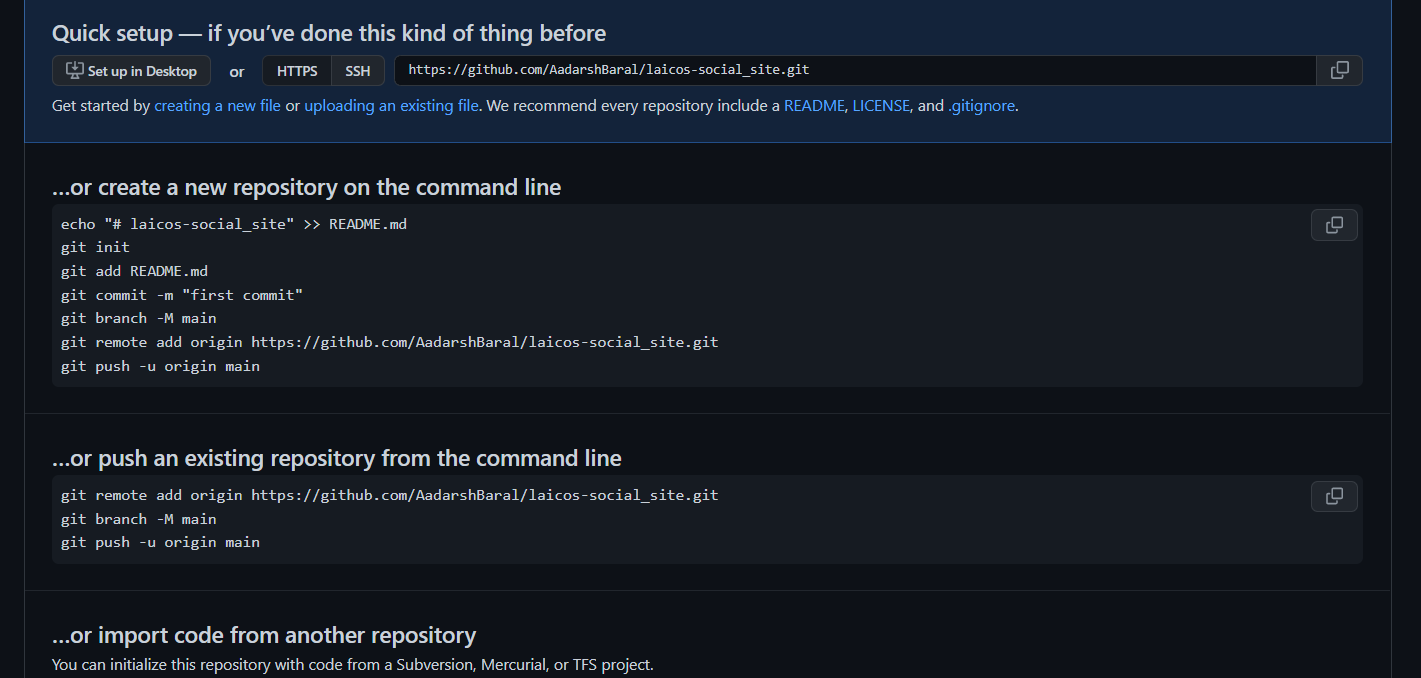 Quick setup — if you’ve done this kind of thing before
Set up in Desktop or HTTPS SSH https://github.com/AadarshBaral/laicos-social_site.git
Get started by creating a new file or uploading an existing file. We recommend every repository include a README, LICENSE, and .gitignore.
…or create a new repository on the command line
echo "# laicos-social_site" >> README.md
git init
git add README.md
git commit -m "first commit"
git branch -M main
git remote add origin https://github.com/AadarshBaral/laicos-social_site.git
git push -u origin main
…or push an existing repository from the command line
git remote add origin https://github.com/AadarshBaral/laicos-social_site.git
git branch -M main
git push -u origin main
…or import code from another repository
You can initialize this repository with code from a Subversion, Mercurial, or TFS project.